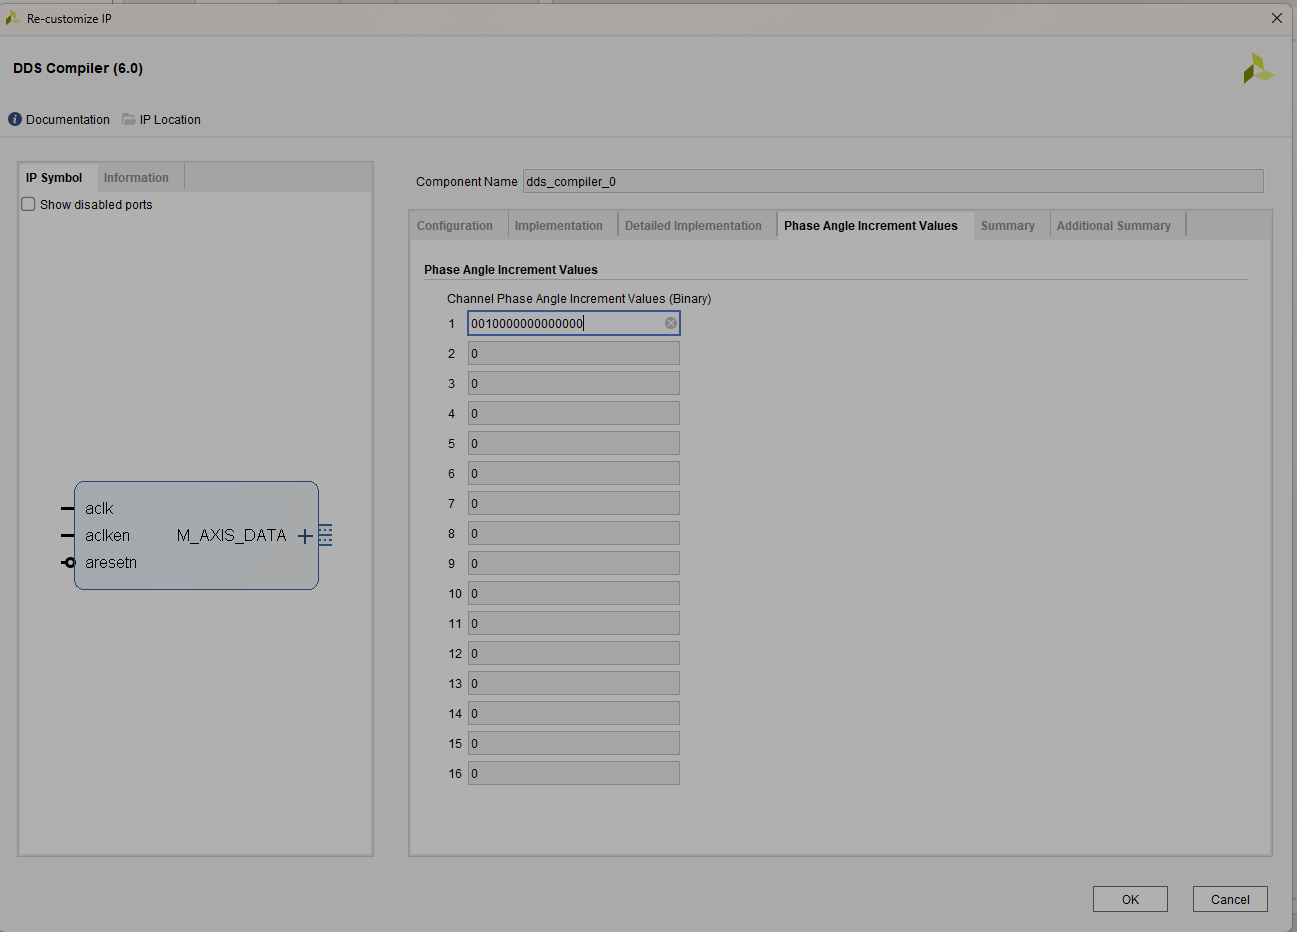 Re-customize IP
DDS Compiler (6.0)
Documentation IP Location
IP Symbol Information
Show disabled ports
aclk
aclken M_AXIS_DATA
aresetn
Component Name dds_compiler_0
Configuration Implementation Detailed Implementation Phase Angle Increment Values Summary Additional Summary
Phase Angle Increment Values
Channel Phase Angle Increment Values (Binary)
1 0010000000000000
2 0
3 0
4 0
5 0
6 0
7 0
8 0
9 0
10 0
11 0
12 0
13 0
14 0
15 0
16 0
OK Cancel